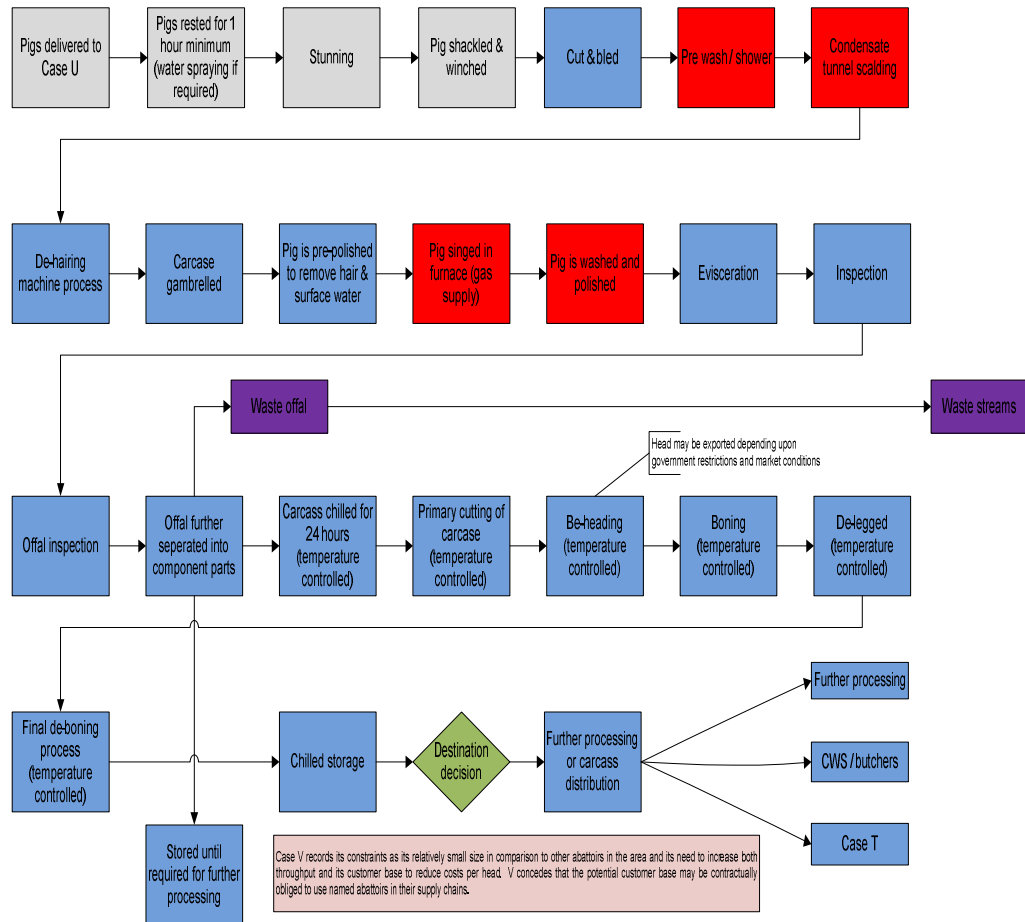 Pigs delivered to
Case U
Pigs rested for 1
hour minimum
(water spraying if
required)
Stunning
Pig shackled &
winched
Cut & bled
Pre wash / shower
Condensate
tunnel scalding
De-hairing
machine process
Carcase
gambrelled
Pig is pre-polished
to remove hair &
surface water
Pig singed in
furnace (gas
supply)
Pig is washed and
polished
Evisceration
Inspection
Waste offal
Waste streams
Head may be exported depending upon
government restrictions and market conditions
Offal inspection
Offal further
seperated into
component parts
Carcass chilled for
24 hours
(temperature
controlled)
Primary cutting of
carcase
(temperature
controlled)
Be-heading
(temperature
controlled)
Boning
(temperature
controlled)
De-legged
(temperature
controlled)
Final de-boning
process
(temperature
controlled)
Chilled storage
Destination
decision
Further processing
or carcass
distribution
Further processing
CWS / butchers
Case T
Stored until
required for further
processing
Case V records its constraints as its relatively small size in comparison to other abattoirs in the area and its need to increase both
throughput and its customer base to reduce costs per head. V concedes that the potential customer base may be contractually
obliged to use named abattoirs in their supply chains.